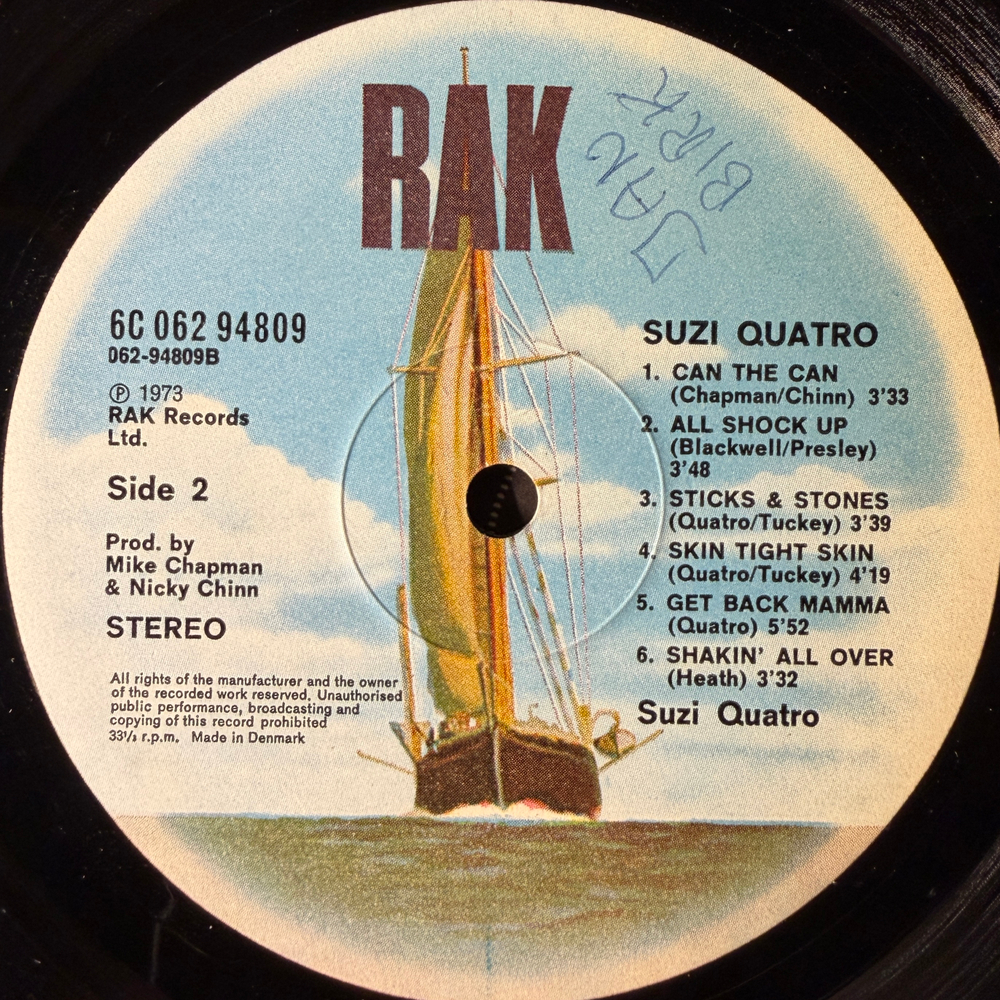 RAK
JAN
BIRK
6C 062 94809
062-94809B
℗ 1973
RAK Records
Ltd.
Side 2
Prod. by
Mike Chapman
& Nicky Chinn
STEREO
All rights of the manufacturer and the owner
of the recorded work reserved. Unauthorised
public performance, broadcasting and
copying of this record prohibited
33⅓ r.p.m. Made in Denmark
SUZI QUATRO
1. CAN THE CAN
(Chapman/Chinn) 3'33
2. ALL SHOCK UP
(Blackwell/Presley)
3'48
3. STICKS & STONES
(Quatro/Tuckey) 3'39
4. SKIN TIGHT SKIN
(Quatro/Tuckey) 4'19
5. GET BACK MAMMA
(Quatro) 5'52
6. SHAKIN' ALL OVER
(Heath) 3'32
Suzi Quatro